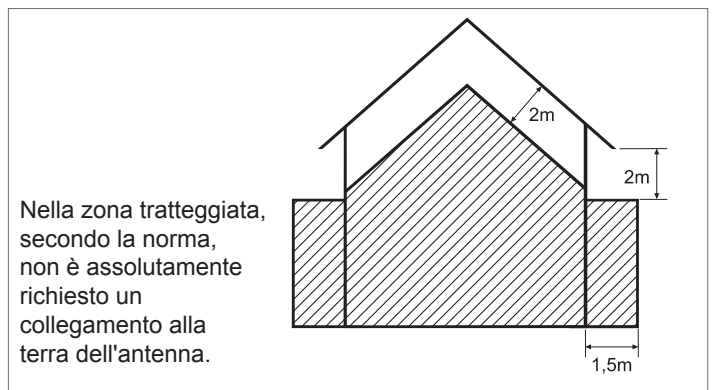 Nella zona tratteggiata,
secondo la norma,
non è assolutamente
richiesto un
collegamento alla
terra dell'antenna.
2m
2m
1,5m